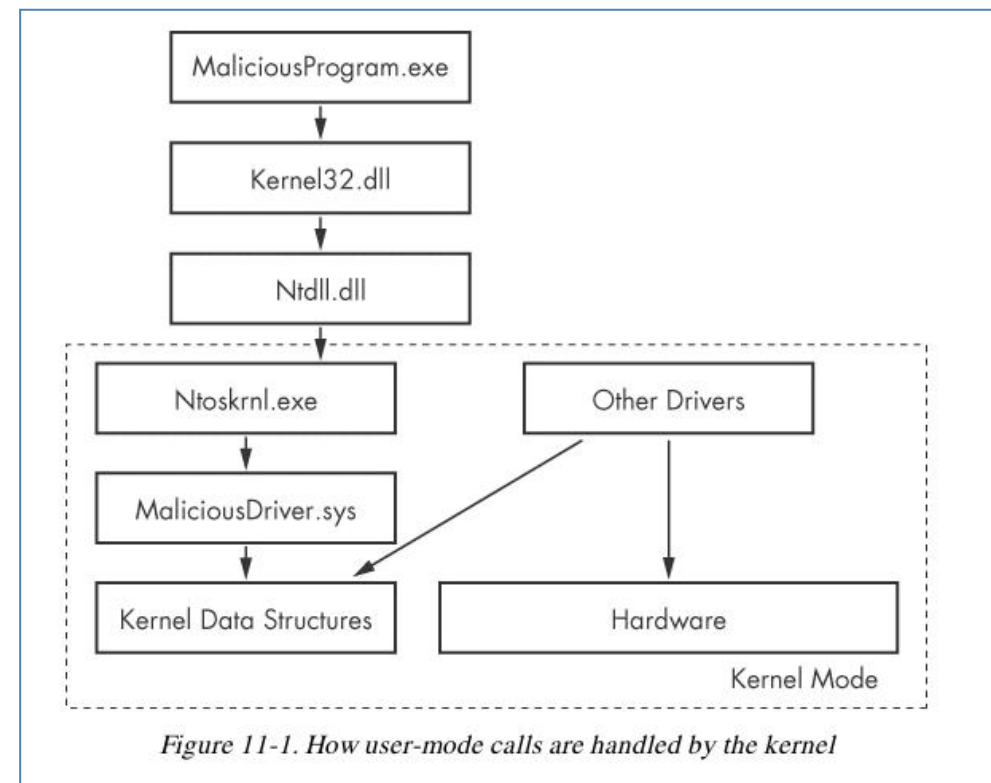 MaliciousProgram.exe
Kernel32.dll
Ntdll.dll
Ntoskrnl.exe
Other Drivers
MaliciousDriver.sys
Kernel Data Structures
Hardware
Kernel Mode
Figure 11-1. How user-mode calls are handled by the kernel